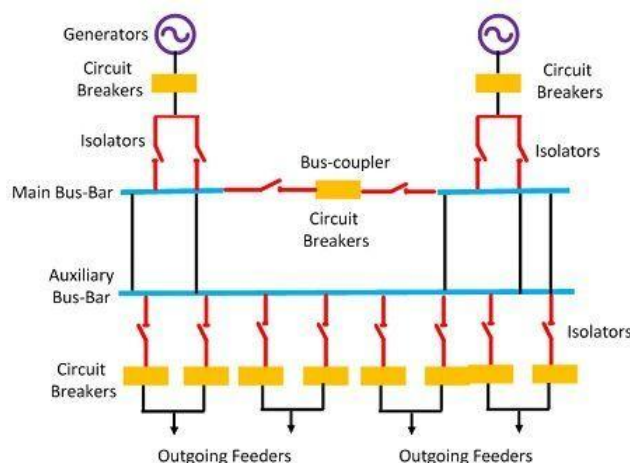 Generators
Circuit
Breakers
Circuit
Breakers
Isolators
Bus-coupler
Isolators
Main Bus-Bar
Circuit
Breakers
Auxiliary
Bus-Bar
Isolators
Circuit
Breakers
Outgoing Feeders
Outgoing Feeders